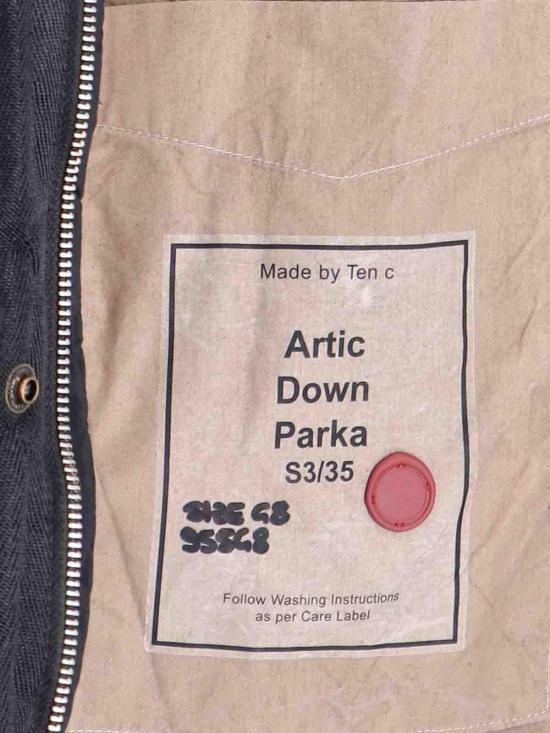 Made by Ten c
Artic
Down
Parka
S3/35
SIZE 48
95548
Follow Washing Instructions
as per Care Label